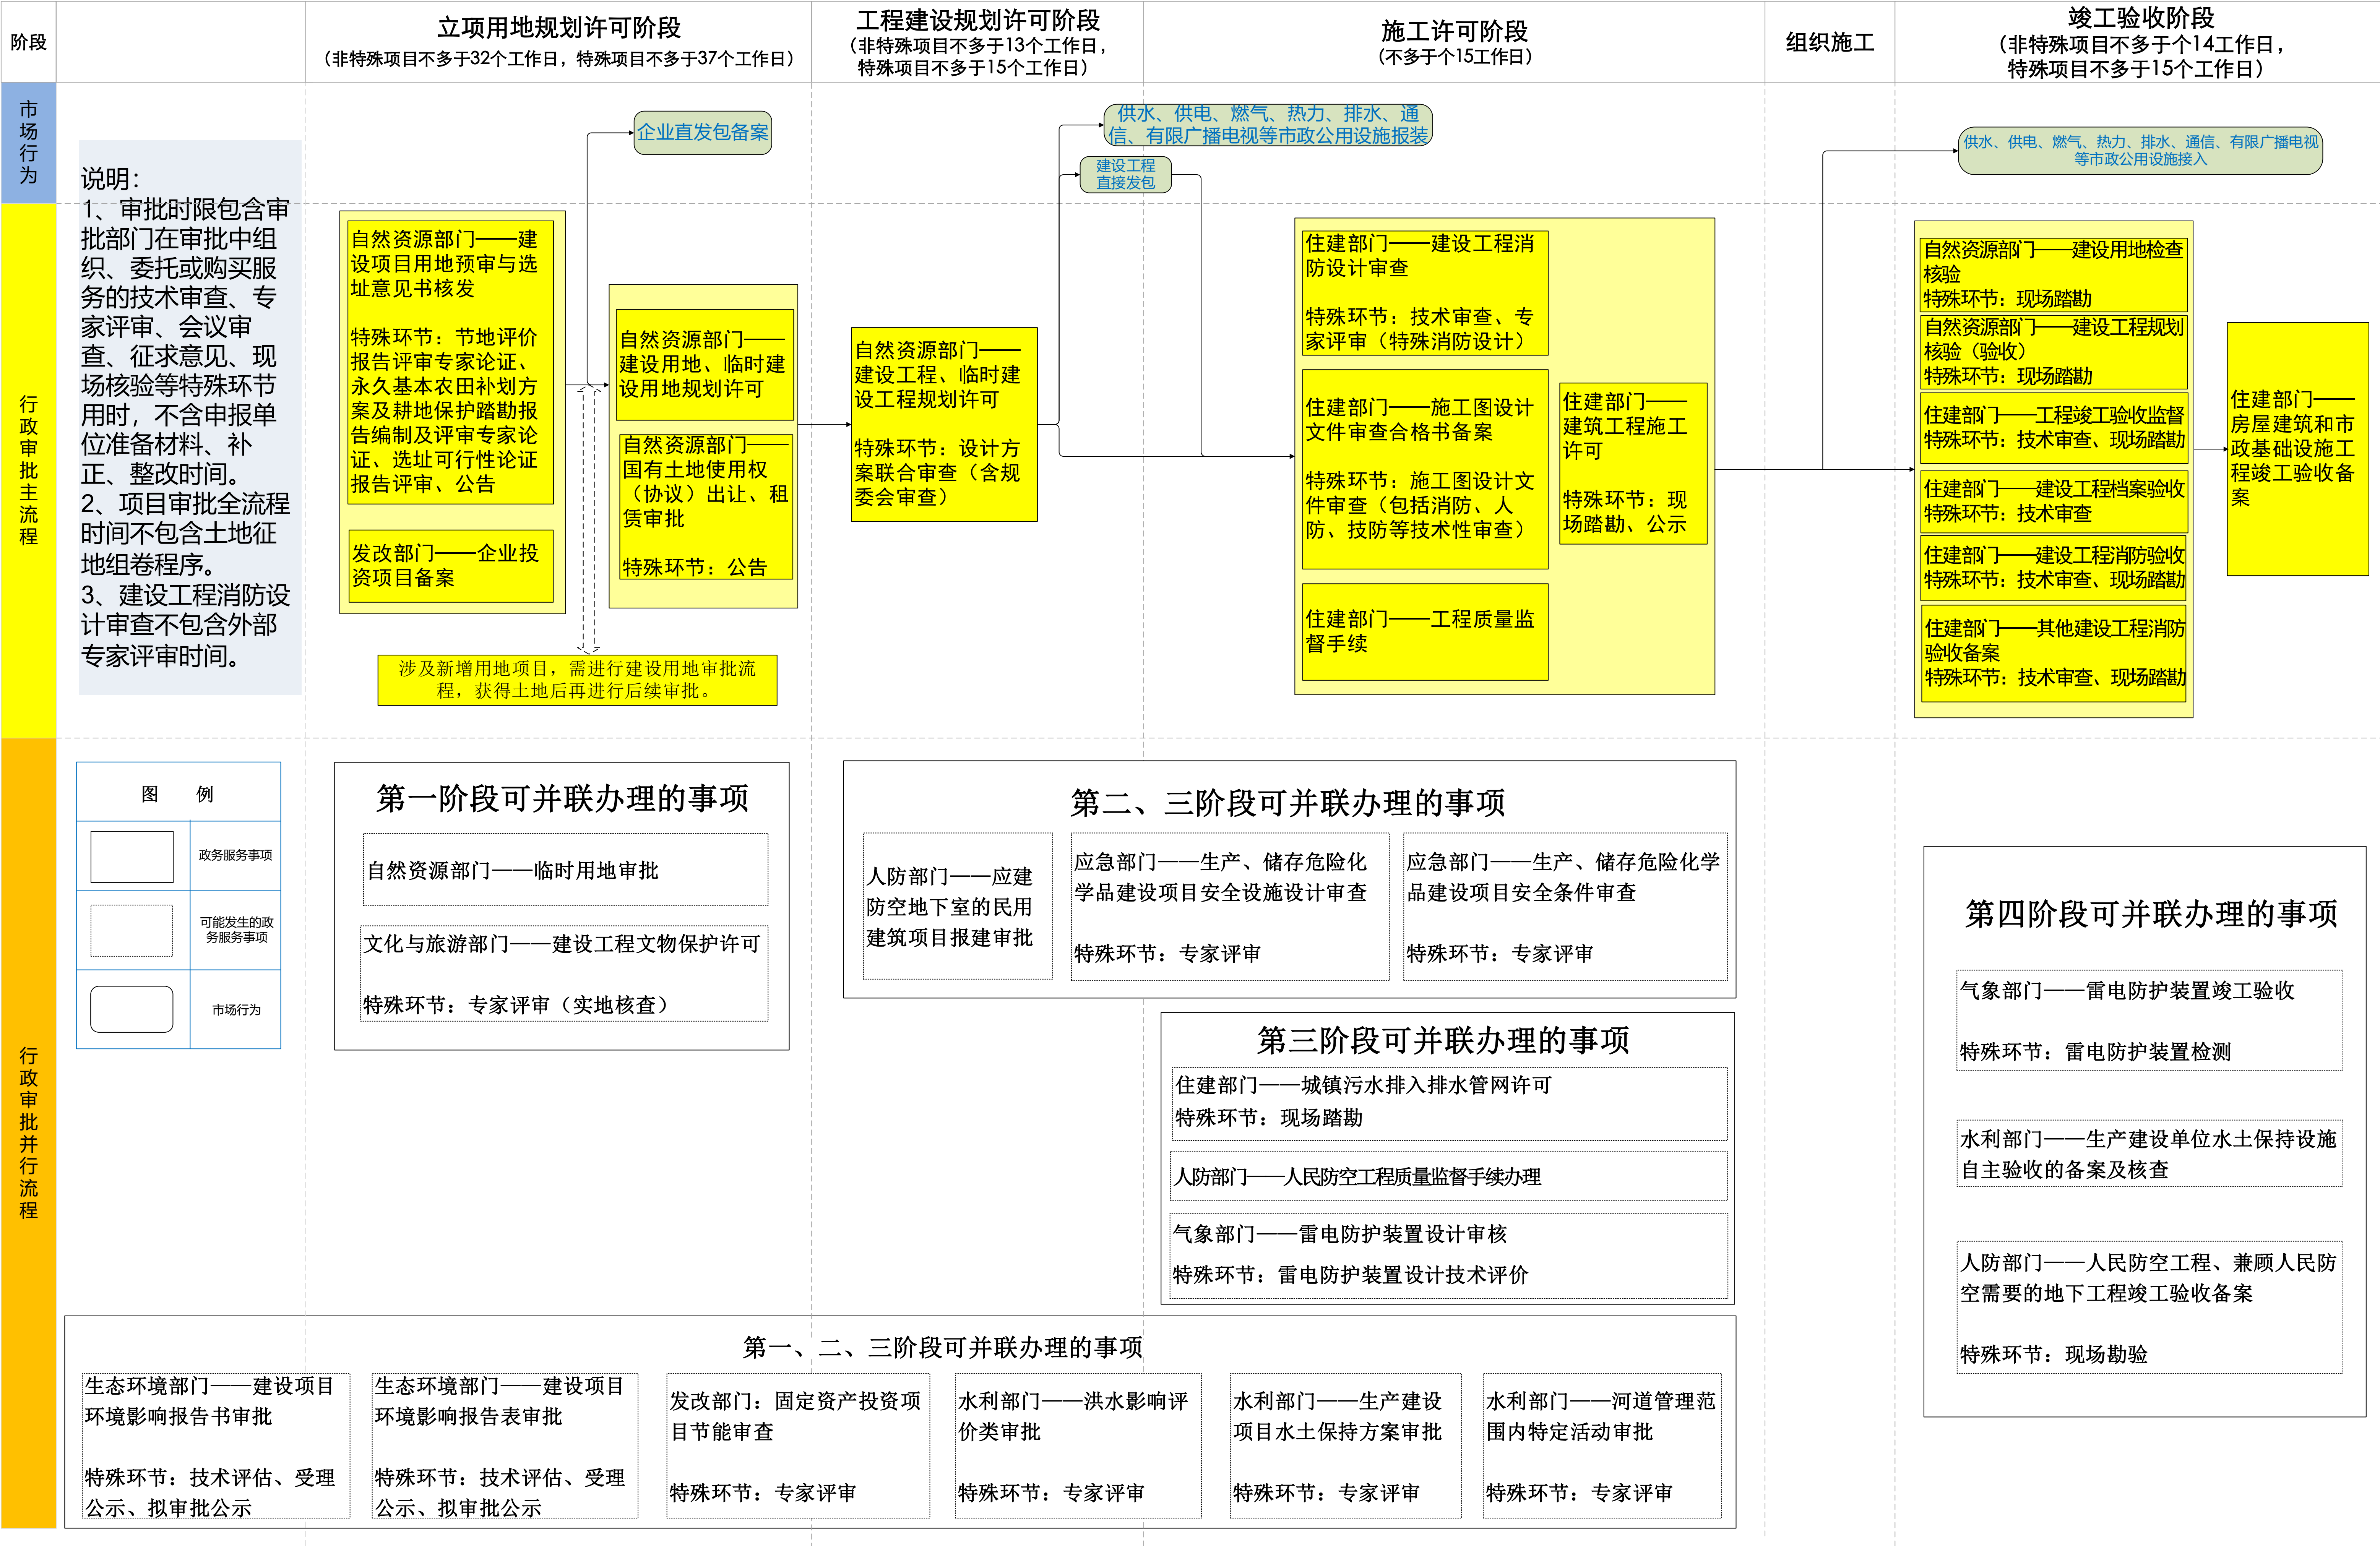 阶段
立项用地规划许可阶段
（非特殊项目不多于32个工作日，特殊项目不多于37个工作日）
工程建设规划许可阶段
（非特殊项目不多于13个工作日，
特殊项目不多于15个工作日）
施工许可阶段
（不多于个15工作日）
组织施工
竣工验收阶段
（非特殊项目不多于个14工作日，
特殊项目不多于15个工作日）
市场行为
企业直发包备案
供水、供电、燃气、热力、排水、通
信、有限广播电视等市政公用设施报装
建设工程
直接发包
供水、供电、燃气、热力、排水、通信、有限广播电视
等市政公用设施接入
说明：
1、审批时限包含审
批部门在审批中组
织、委托或购买服
务的技术审查、专
家评审、会议审
查、征求意见、现
场核验等特殊环节
用时，不含申报单
位准备材料、补
正、整改时间。
2、项目审批全流程
时间不包含土地征
地组卷程序。
3、建设工程消防设
计审查不包含外部
专家评审时间。
行政审批主流程
自然资源部门——建
设项目用地预审与选
址意见书核发
特殊环节：节地评价
报告评审专家论证、
永久基本农田补划方
案及耕地保护踏勘报
告编制及评审专家论
证、选址可行性论证
报告评审、公告
发改部门——企业投
资项目备案
自然资源部门——
建设用地、临时建
设用地规划许可
自然资源部门——
国有土地使用权
（协议）出让、租
赁审批
特殊环节：公告
涉及新增用地项目，需进行建设用地审批流
程，获得土地后再进行后续审批。
自然资源部门——
建设工程、临时建
设工程规划许可
特殊环节：设计方
案联合审查（含规
委会审查）
住建部门——建设工程消
防设计审查
特殊环节：技术审查、专
家评审（特殊消防设计）
住建部门——施工图设计
文件审查合格书备案
特殊环节：施工图设计文
件审查（包括消防、人
防、技防等技术性审查）
住建部门——工程质量监
督手续
住建部门——
建筑工程施工
许可
特殊环节：现
场踏勘、公示
自然资源部门——建设用地检查
核验
特殊环节：现场踏勘
自然资源部门——建设工程规划
核验（验收）
特殊环节：现场踏勘
住建部门——工程竣工验收监督
特殊环节：技术审查、现场踏勘
住建部门——建设工程档案验收
特殊环节：技术审查
住建部门——建设工程消防验收
特殊环节：技术审查、现场踏勘
住建部门——其他建设工程消防
验收备案
特殊环节：技术审查、现场踏勘
住建部门——
房屋建筑和市
政基础设施工
程竣工验收备
案
行政审批并行流程
图 例
政务服务事项
可能发生的政
务服务事项
市场行为
第一阶段可并联办理的事项
自然资源部门——临时用地审批
文化与旅游部门——建设工程文物保护许可
特殊环节：专家评审（实地核查）
第二、三阶段可并联办理的事项
人防部门——应建
防空地下室的民用
建筑项目报建审批
应急部门——生产、储存危险化
学品建设项目安全设施设计审查
特殊环节：专家评审
应急部门——生产、储存危险化学
品建设项目安全条件审查
特殊环节：专家评审
第三阶段可并联办理的事项
住建部门——城镇污水排入排水管网许可
特殊环节：现场踏勘
人防部门——人民防空工程质量监督手续办理
气象部门——雷电防护装置设计审核
特殊环节：雷电防护装置设计技术评价
第四阶段可并联办理的事项
气象部门——雷电防护装置竣工验收
特殊环节：雷电防护装置检测
水利部门——生产建设单位水土保持设施
自主验收的备案及核查
人防部门——人民防空工程、兼顾人民防
空需要的地下工程竣工验收备案
特殊环节：现场勘验
第一、二、三阶段可并联办理的事项
生态环境部门——建设项目
环境影响报告书审批
特殊环节：技术评估、受理
公示、拟审批公示
生态环境部门——建设项目
环境影响报告表审批
特殊环节：技术评估、受理
公示、拟审批公示
发改部门：固定资产投资项
目节能审查
特殊环节：专家评审
水利部门——洪水影响评
价类审批
特殊环节：专家评审
水利部门——生产建设
项目水土保持方案审批
特殊环节：专家评审
水利部门——河道管理范
围内特定活动审批
特殊环节：专家评审